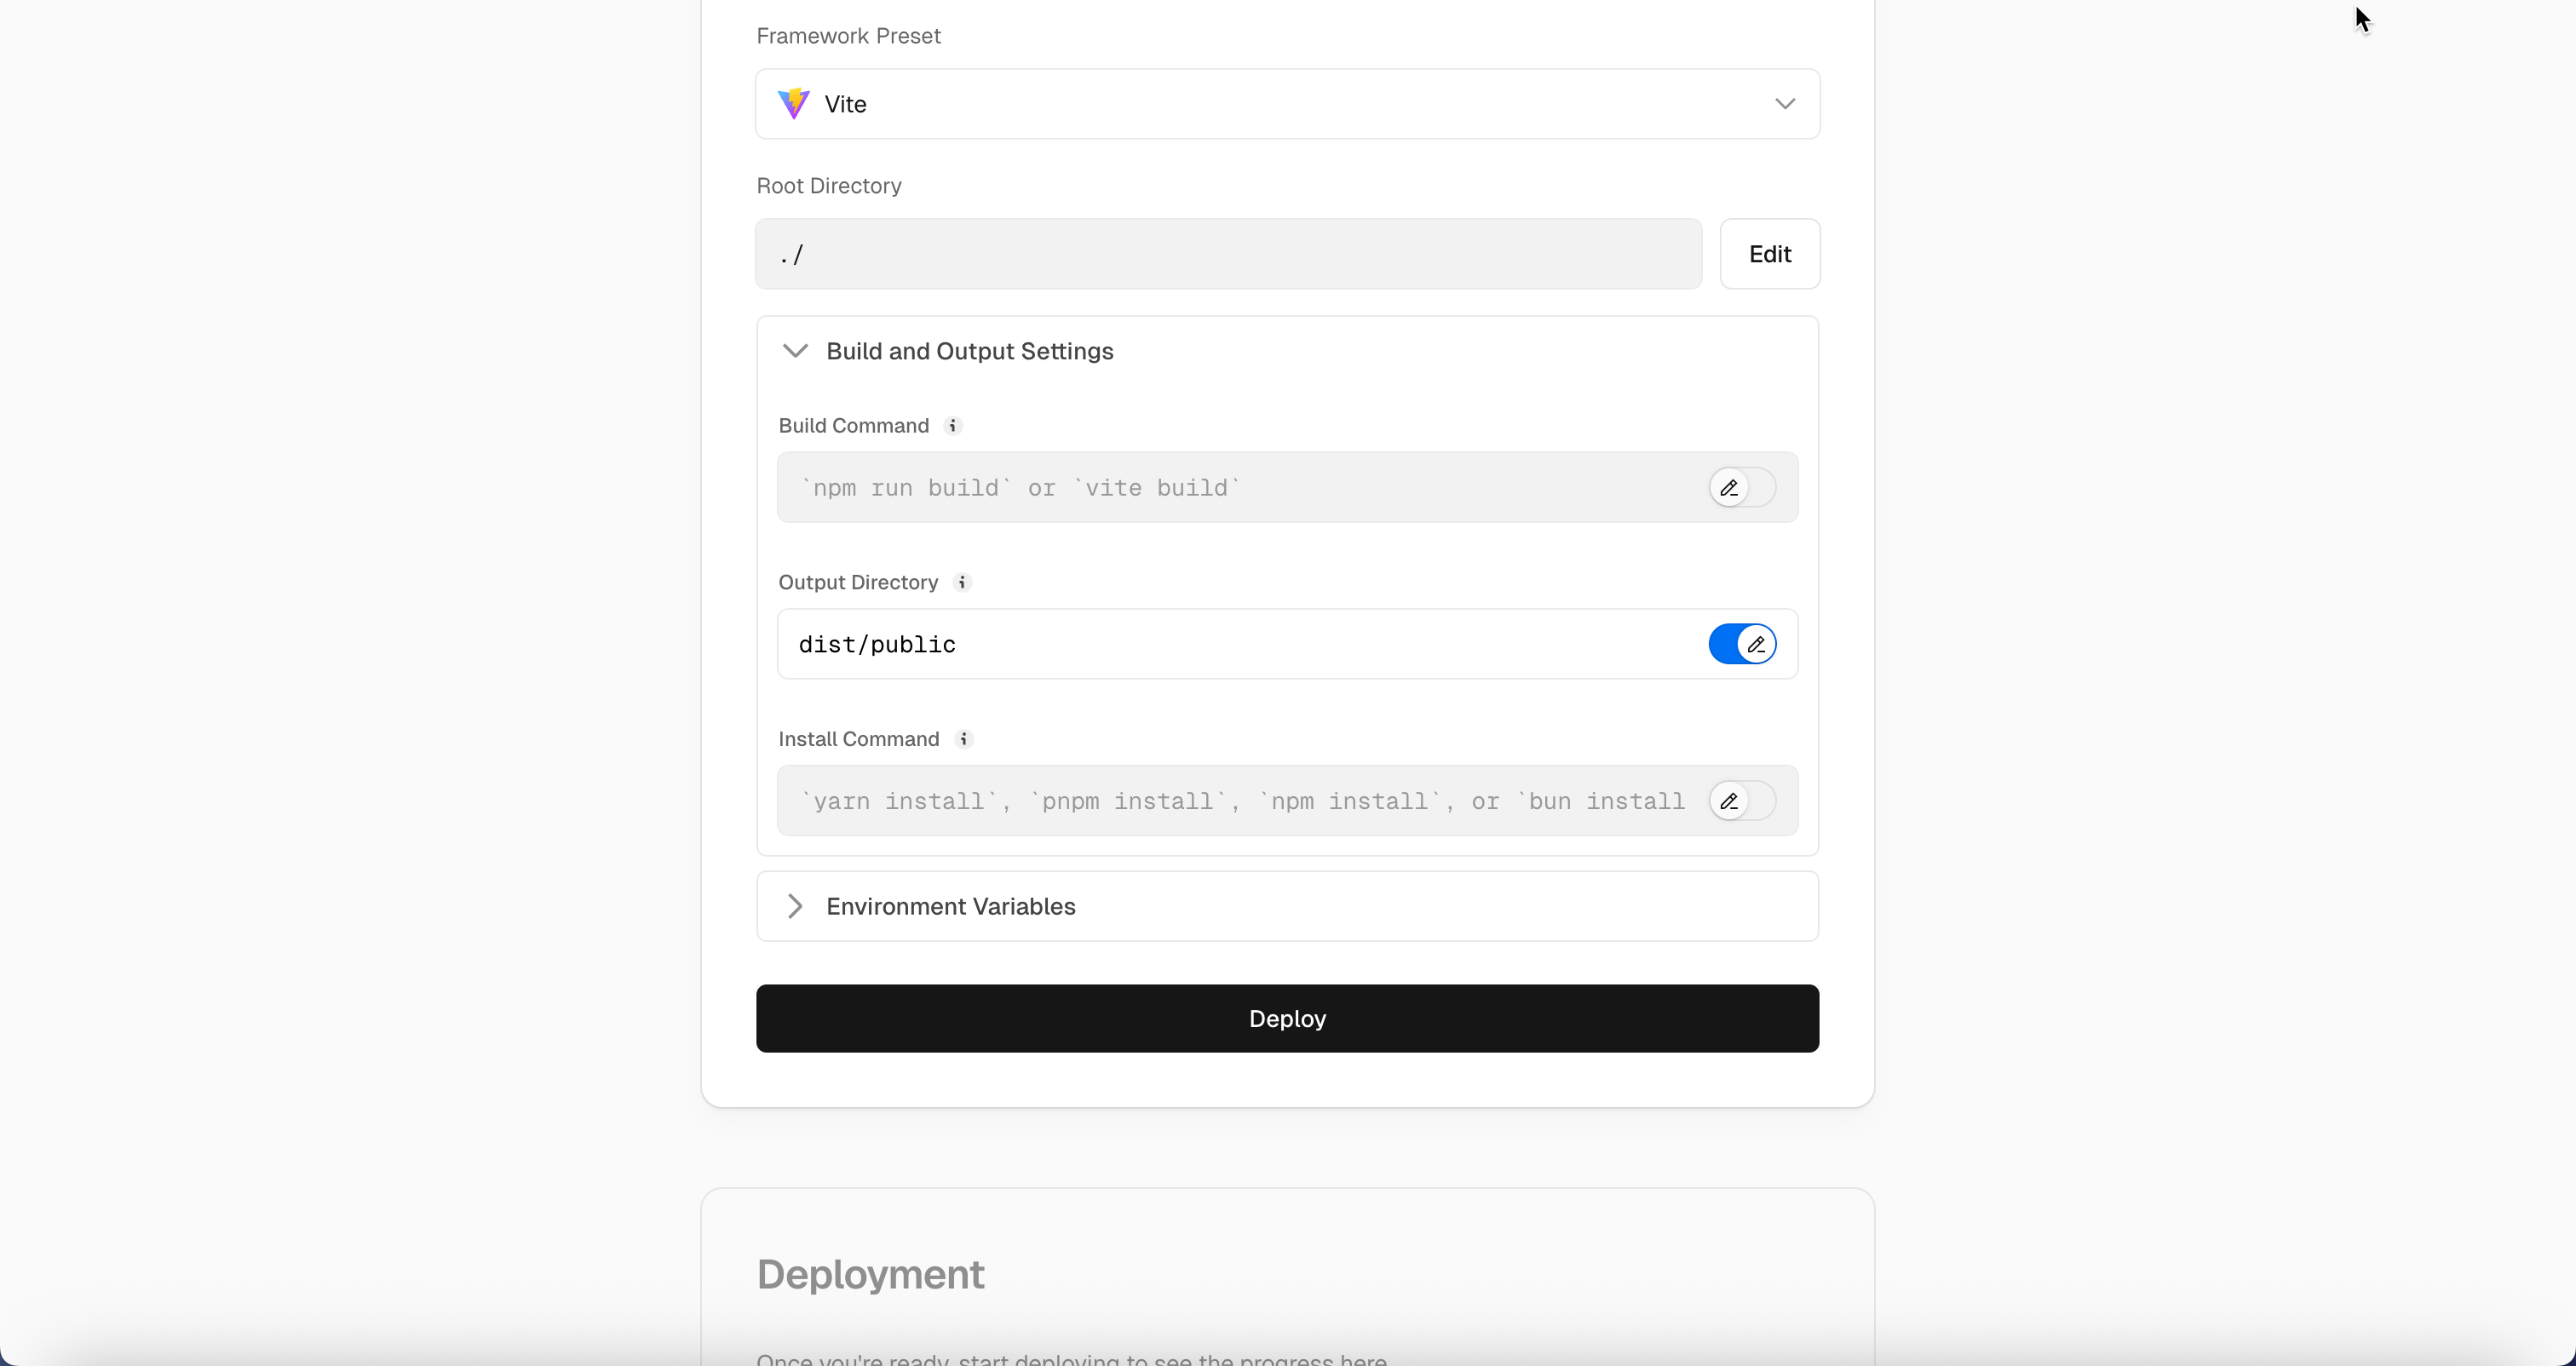 Framework Preset
Vite
Root Directory
./
Edit
Build and Output Settings
Build Command
`npm run build` or `vite build`
Output Directory
dist/public
Install Command
`yarn install`, `pnpm install`, `npm install`, or `bun install
Environment Variables
Deploy
Deployment
Once you're ready, start deploying to see the progress here